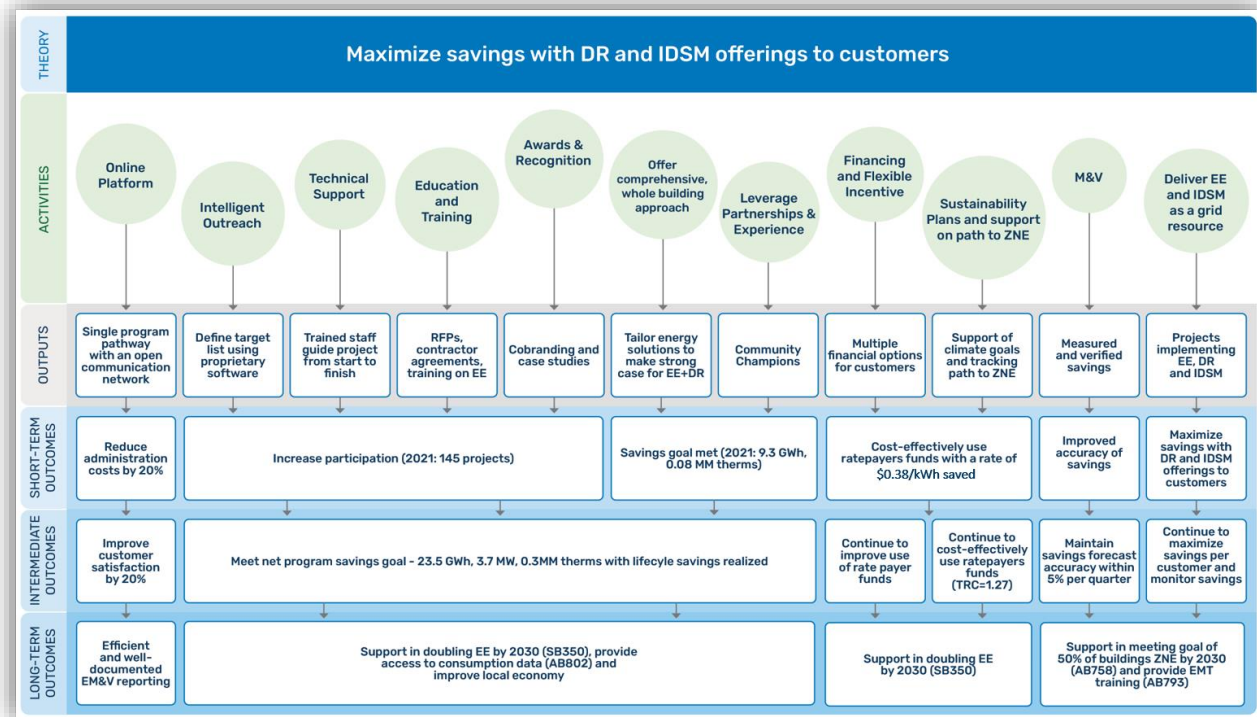 THEORY
Maximize savings with DR and IDSM offerings to customers
ACTIVITIES
Online
Platform
Intelligent
Outreach
Technical
Support
Education
and
Training
Awards &
Recognition
Offer
comprehensive,
whole building
approach
Leverage
Partnerships &
Experience
Financing
and Flexible
Incentive
Sustainability
Plans and support
on path to ZNE
M&V
Deliver EE
and IDSM
as a grid
resource
OUTPUTS
Single program
pathway
with an open
communication
network
Define target
list using
proprietary
software
Trained staff
guide project
from start to
finish
RFPs,
contractor
agreements,
training on EE
Cobranding and
case studies
Tailor energy
solutions to
make strong
case for EE+DR
Community
Champions
Multiple
financial options
for customers
Support of
climate goals
and tracking
path to ZNE
Measured
and verified
savings
Projects
implementing
EE, DR
and IDSM
SHORT-TERM
OUTCOMES
Reduce
administration
costs by 20%
Increase participation (2021: 145 projects)
Savings goal met (2021: 9.3 GWh,
0.08 MM therms)
Cost-effectively use
ratepayers funds with a rate of
$0.38/kWh saved
Improved
accuracy of
savings
Maximize
savings with
DR and IDSM
offerings to
customers
INTERMEDIATE
OUTCOMES
Improve
customer
satisfaction
by 20%
Meet net program savings goal - 23.5 GWh, 3.7 MW, 0.3MM therms with lifecyle savings realized
Continue to
improve use
of rate payer
funds
Continue to
cost-effectively
use ratepayers
funds
(TRC=1.27)
Maintain
savings forecast
accuracy within
5% per quarter
Continue to
maximize
savings per
customer and
monitor savings
LONG-TERM
OUTCOMES
Efficient
and well-
documented
EM&V reporting
Support in doubling EE by 2030 (SB350), provide
access to consumption data (AB802) and
improve local economy
Support in doubling EE
by 2030 (SB350)
Support in meeting goal of
50% of buildings ZNE by 2030
(AB758) and provide EMT
training (AB793)